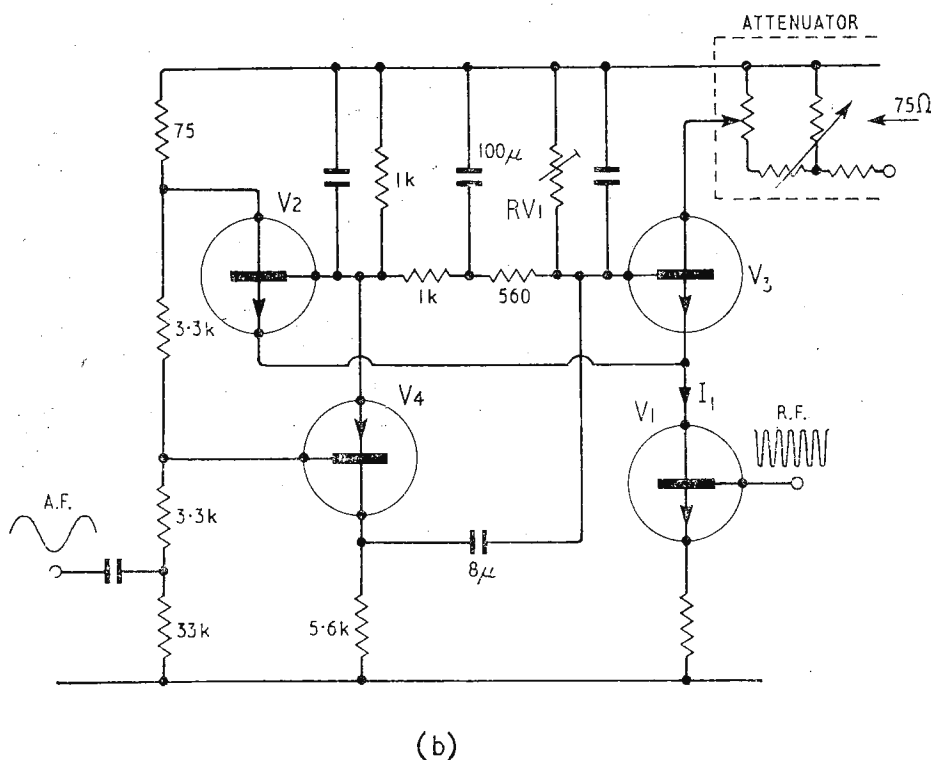 ATTENUATOR
75
75Ω
100μ
1k
RV1
V2
V3
1k
560
3·3k
V4
I1
V1
R.F.
A.F.
3·3k
8μ
33k
5·6k
(b)